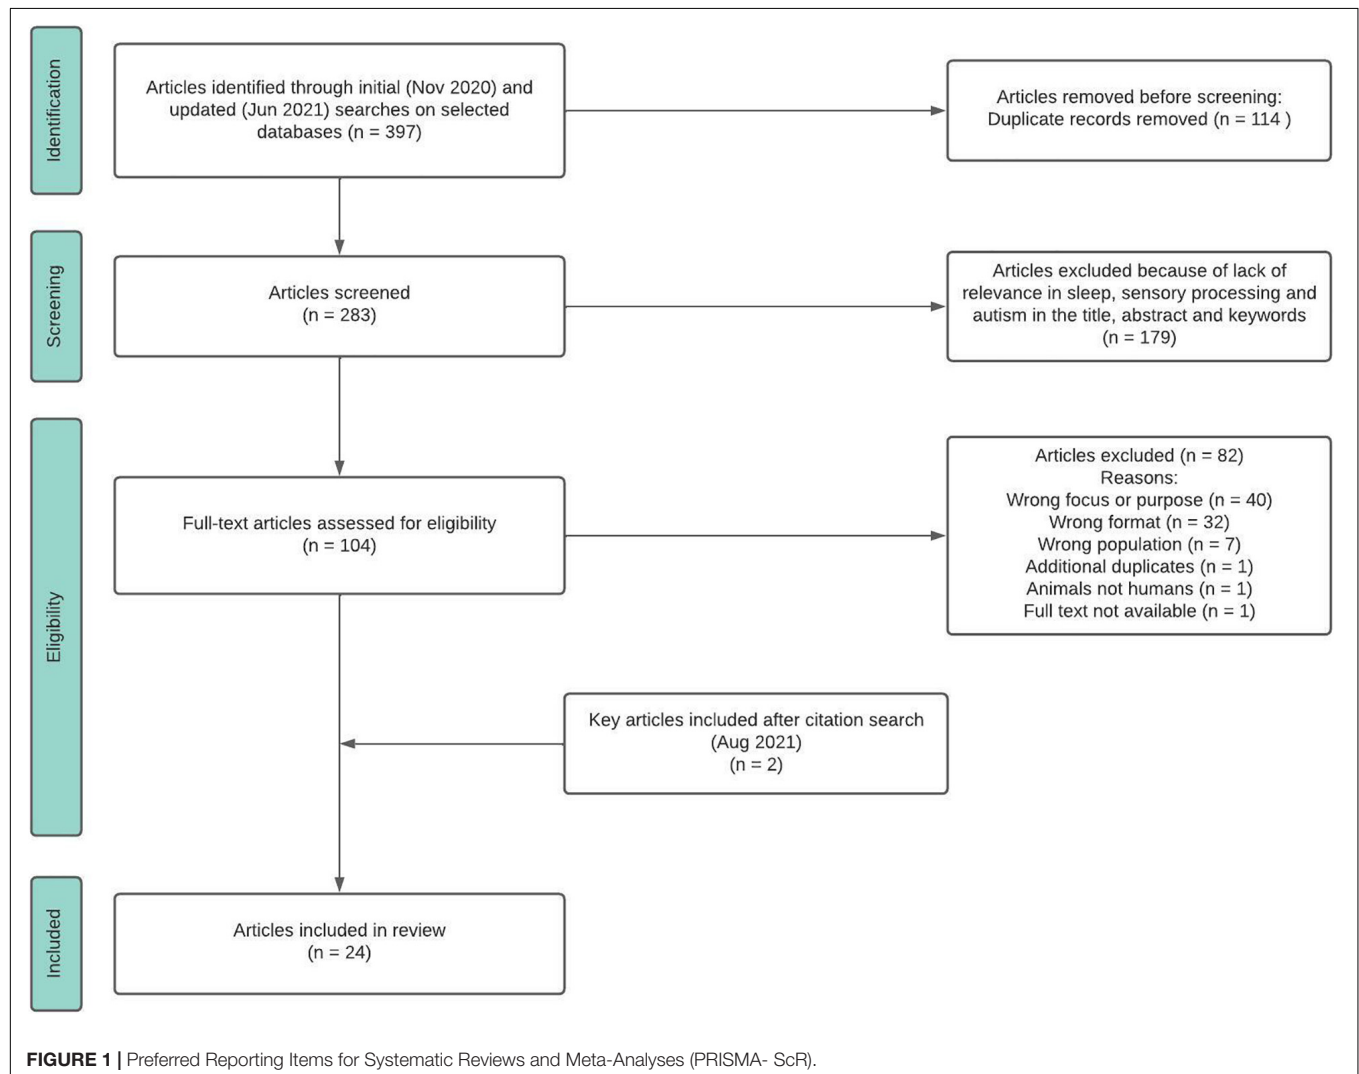 Identification
Articles identified through initial (Nov 2020) and
updated (Jun 2021) searches on selected
databases (n = 397)
Articles removed before screening:
Duplicate records removed (n = 114 )
Screening
Articles screened
(n = 283)
Articles excluded because of lack of
relevance in sleep, sensory processing and
autism in the title, abstract and keywords
(n = 179)
Eligibility
Full-text articles assessed for eligibility
(n = 104)
Articles excluded (n = 82)
Reasons:
Wrong focus or purpose (n = 40)
Wrong format (n = 32)
Wrong population (n = 7)
Additional duplicates (n = 1)
Animals not humans (n = 1)
Full text not available (n = 1)
Key articles included after citation search
(Aug 2021)
(n = 2)
Included
Articles included in review
(n = 24)
FIGURE 1 | Preferred Reporting Items for Systematic Reviews and Meta-Analyses (PRISMA- ScR).